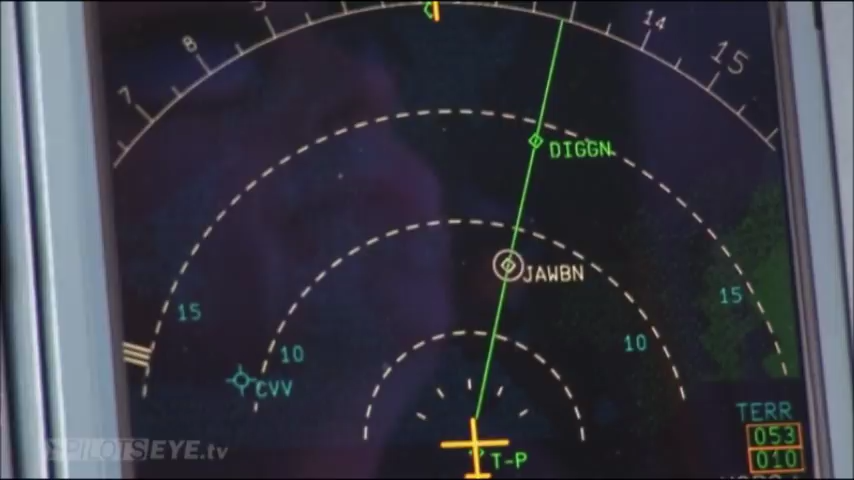 7
8
14
15
DIGGN
JAWBN
15
15
10
10
CVV
TERR
053
010
T-P
PILOTSEYE.tv